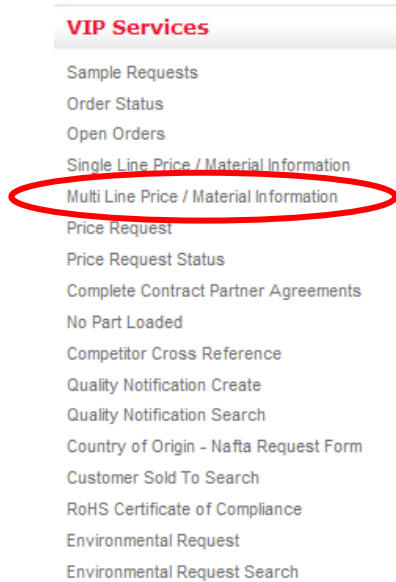 VIP Services
Sample Requests
Order Status
Open Orders
Single Line Price / Material Information
Multi Line Price / Material Information
Price Request
Price Request Status
Complete Contract Partner Agreements
No Part Loaded
Competitor Cross Reference
Quality Notification Create
Quality Notification Search
Country of Origin - Nafta Request Form
Customer Sold To Search
RoHS Certificate of Compliance
Environmental Request
Environmental Request Search